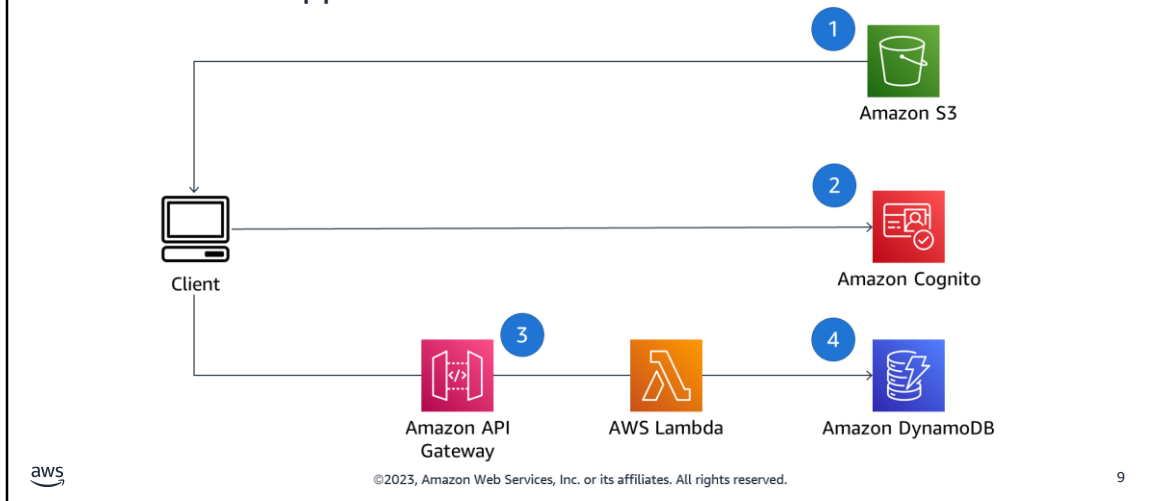 1
Amazon S3
2
Client
Amazon Cognito
3
4
</>
Amazon API
Gateway
AWS Lambda
Amazon DynamoDB
aws
©2023, Amazon Web Services, Inc. or its affiliates. All rights reserved.
9